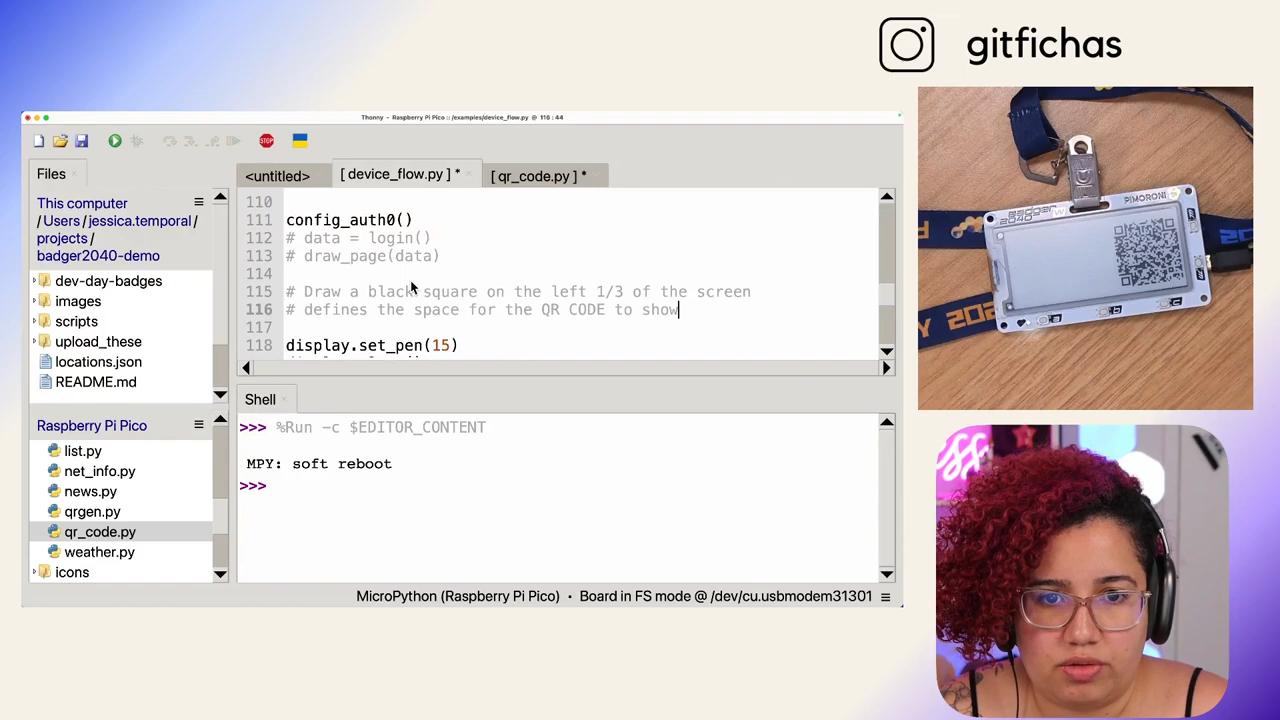 gitfichas
Thonny - Raspberry Pi Pico :: /examples/device_flow.py @ 116 : 44
Files
This computer
/Users/jessica.temporal/
projects/
badger2040-demo
dev-day-badges
images
scripts
upload_these
locations.json
README.md
Raspberry Pi Pico
list.py
net_info.py
news.py
qrgen.py
qr_code.py
weather.py
icons
<untitled>
[ device_flow.py ] *
[ qr_code.py ] *
110
111 config_auth0()
112 # data = login()
113 # draw_page(data)
114
115 # Draw a black square on the left 1/3 of the screen
116 # defines the space for the QR CODE to show
117
118 display.set_pen(15)
Shell
>>> %Run -c $EDITOR_CONTENT
MPY: soft reboot
>>>
MicroPython (Raspberry Pi Pico) • Board in FS mode @ /dev/cu.usbmodem31301 ≡
PIMORONI
badger
2040 W